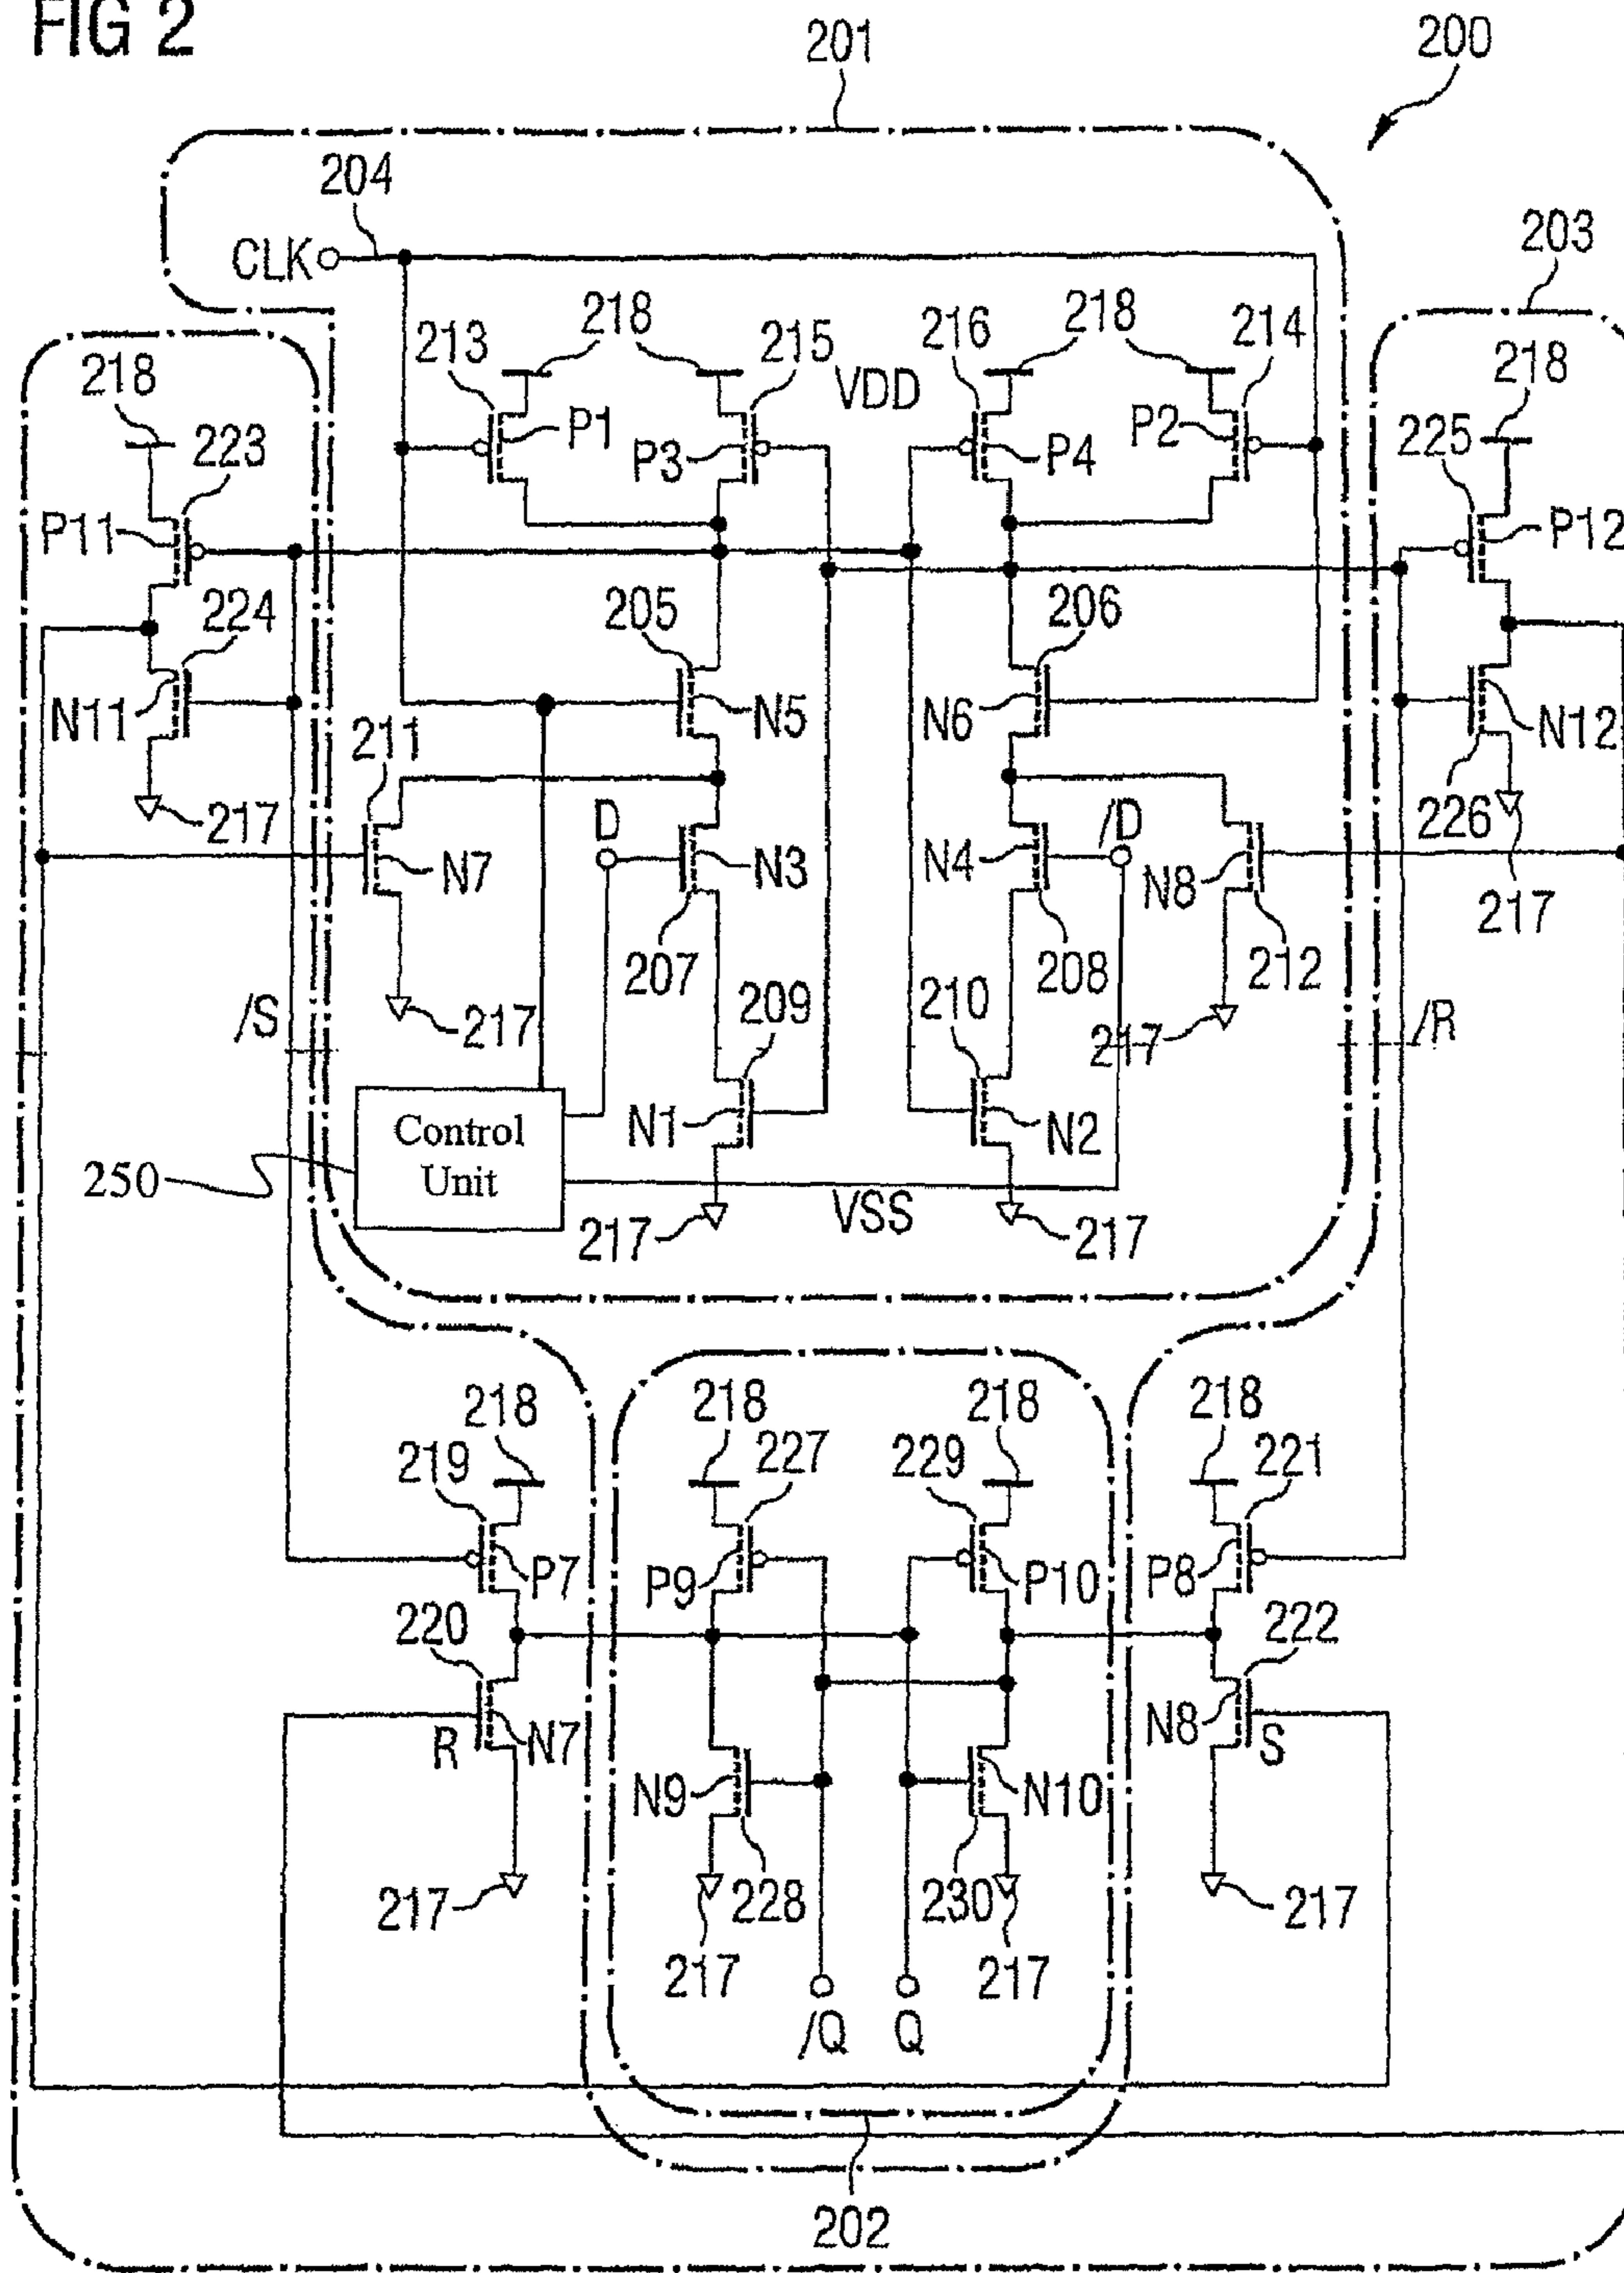 FIG 2
201
200
204
203
CLK
213
218
215
216
218
214
218
VDD
218
223
P1
P3
P4
P2
225
P11
P12
224
205
206
N11
211
N5
N6
N12
217
D
/D
226
N7
N3
N4
N8
217
207
208
212
/S
217
209
210
217
/R
Control
Unit
N1
N2
250
217
VSS
217
218
218
218
218
219
227
229
221
P7
P9
P10
P8
220
222
R
N7
N8
S
N9
N10
217
228
230
217
217
217
/Q
Q
202